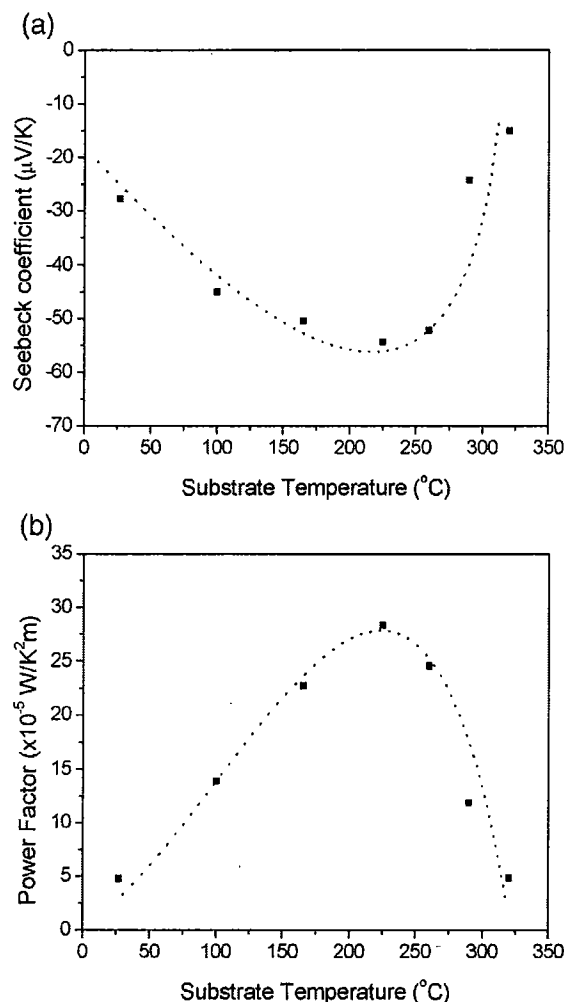 (a)
0
-10
-20
-30
-40
-50
-60
-70
Seebeck coefficient (μV/K)
0 50 100 150 200 250 300 350
Substrate Temperature (°C)
(b)
35
30
25
20
15
10
5
0
Power Factor (x10⁻⁵ W/K²m)
0 50 100 150 200 250 300 350
Substrate Temperature (°C)